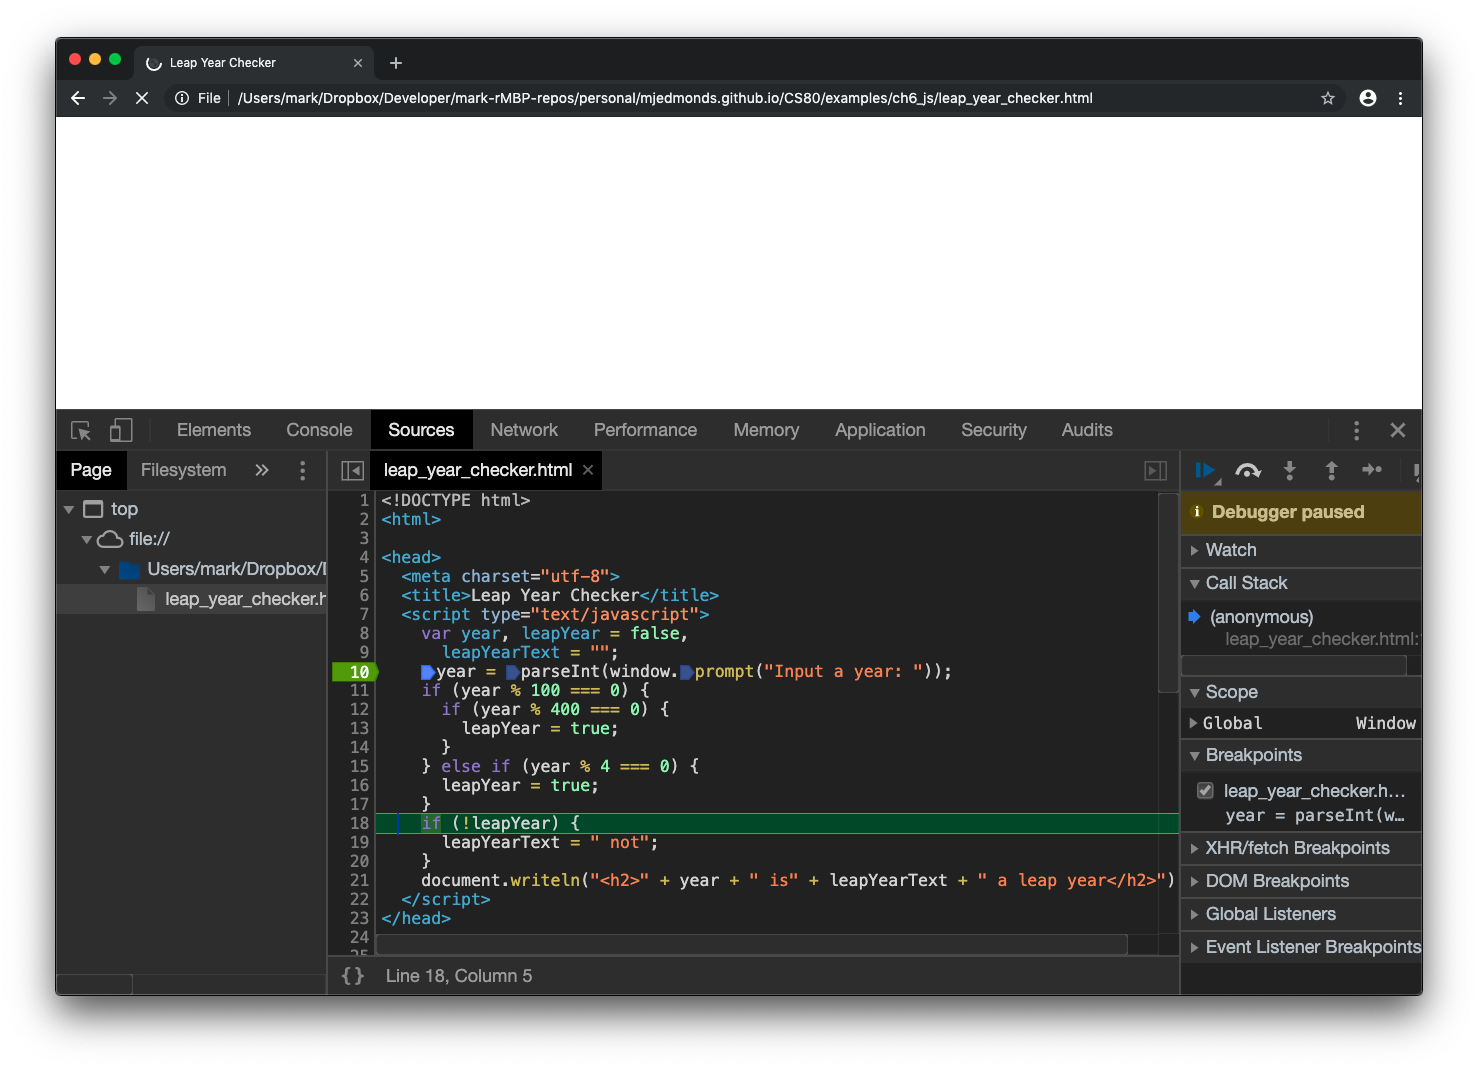 Leap Year Checker
File /Users/mark/Dropbox/Developer/mark-rMBP-repos/personal/mjedmonds.github.io/CS80/examples/ch6_js/leap_year_checker.html
Elements Console Sources Network Performance Memory Application Security Audits
Page Filesystem » leap_year_checker.html
top
file://
Users/mark/Dropbox/
leap_year_checker.h
1 <!DOCTYPE html>
2 <html>
3
4 <head>
5 <meta charset="utf-8">
6 <title>Leap Year Checker</title>
7 <script type="text/javascript">
8 var year, leapYear = false,
9 leapYearText = "";
10 year = parseInt(window.prompt("Input a year: "));
11 if (year % 100 === 0) {
12 if (year % 400 === 0) {
13 leapYear = true;
14 }
15 } else if (year % 4 === 0) {
16 leapYear = true;
17 }
18 if (!leapYear) {
19 leapYearText = " not";
20 }
21 document.writeln("<h2>" + year + " is" + leapYearText + " a leap year</h2>")
22 </script>
23 </head>
24
25
{} Line 18, Column 5
Debugger paused
Watch
Call Stack
(anonymous)
leap_year_checker.html:
Scope
Global Window
Breakpoints
leap_year_checker.h…
year = parseInt(w…
XHR/fetch Breakpoints
DOM Breakpoints
Global Listeners
Event Listener Breakpoints